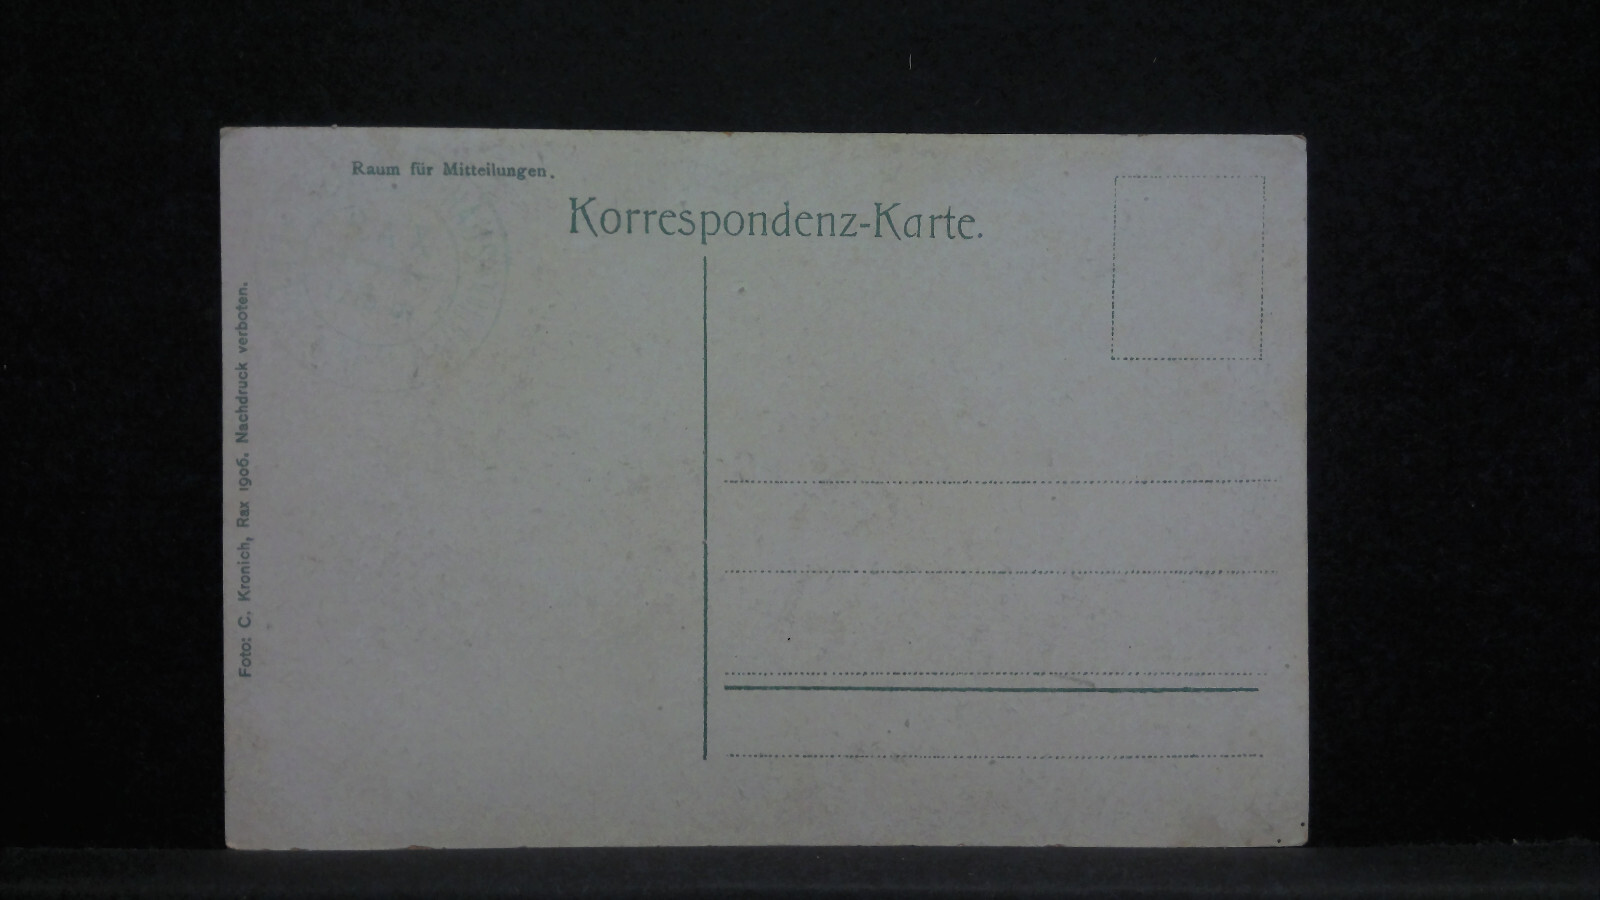 Raum für Mitteilungen.
Korrespondenz-Karte.
Foto: C. Kronich, Rax 1906. Nachdruck verboten.